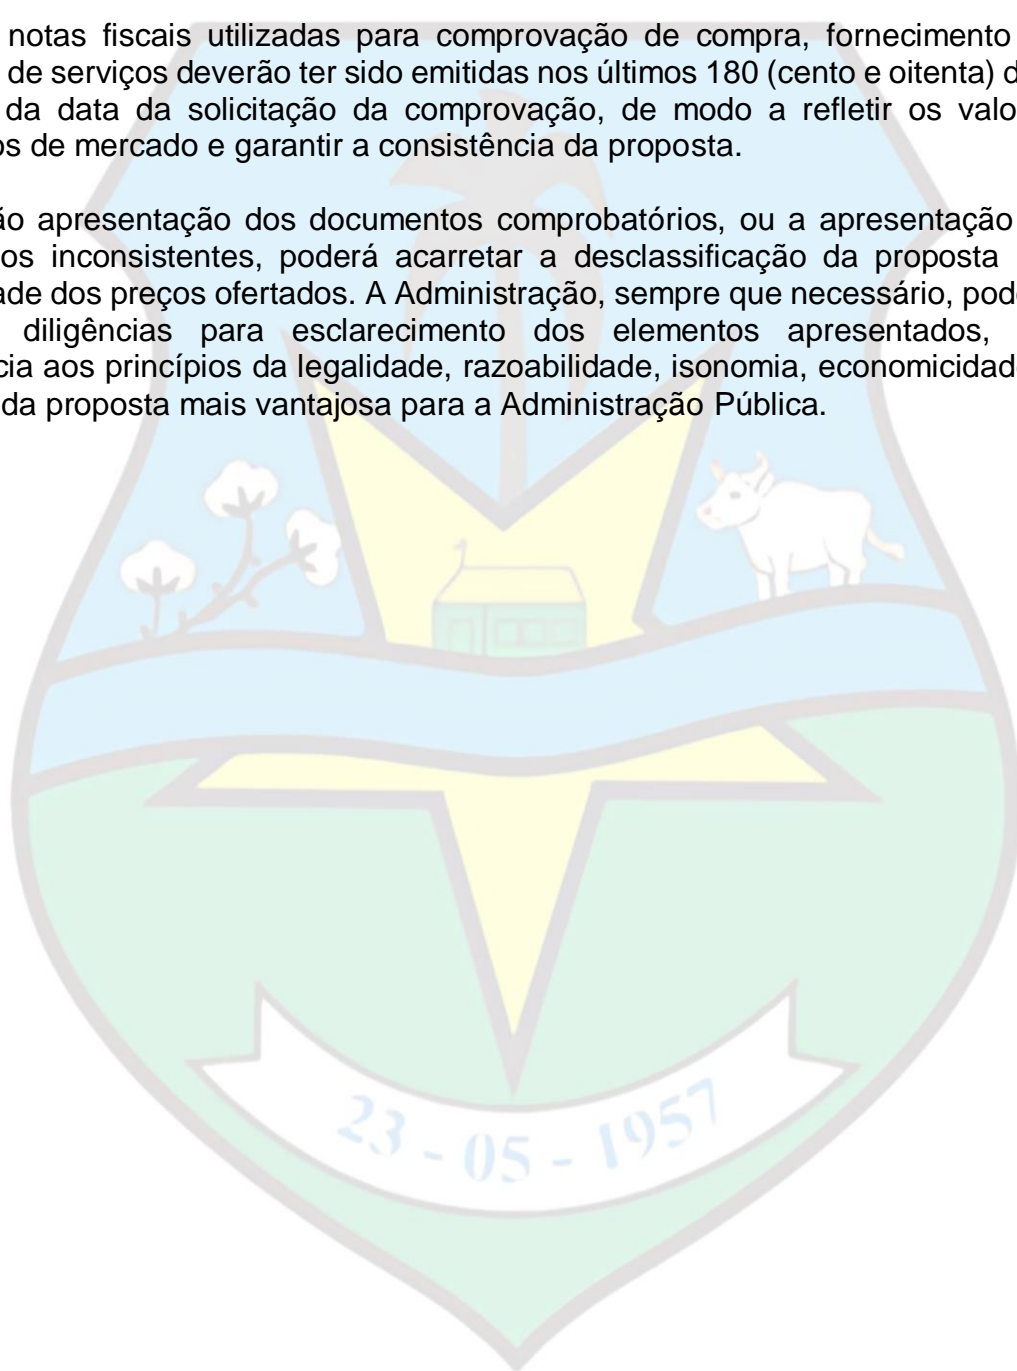 notas fiscais utilizadas para comprovação de compra, fornecimento
de serviços deverão ter sido emitidas nos últimos 180 (cento e oitenta) d
da data da solicitação da comprovação, de modo a refletir os valo
os de mercado e garantir a consistência da proposta.
ão apresentação dos documentos comprobatórios, ou a apresentação
os inconsistentes, poderá acarretar a desclassificação da proposta
ade dos preços ofertados. A Administração, sempre que necessário, pod
diligências para esclarecimento dos elementos apresentados,
cia aos princípios da legalidade, razoabilidade, isonomia, economicidade
da proposta mais vantajosa para a Administração Pública.
23 - 05 - 1957